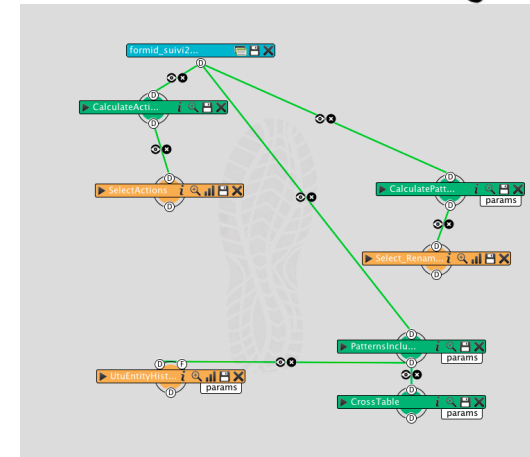 formid_suivi2...
D
CalculateActi... i
D
D
D
SelectActions i
D
D
CalculatePatt... i
params
D
D
Select_Renam... i
D
D
PatternsInclu... i
params
D
D F
UtuEntityHist... i
params
D
D
CrossTable i
params
D